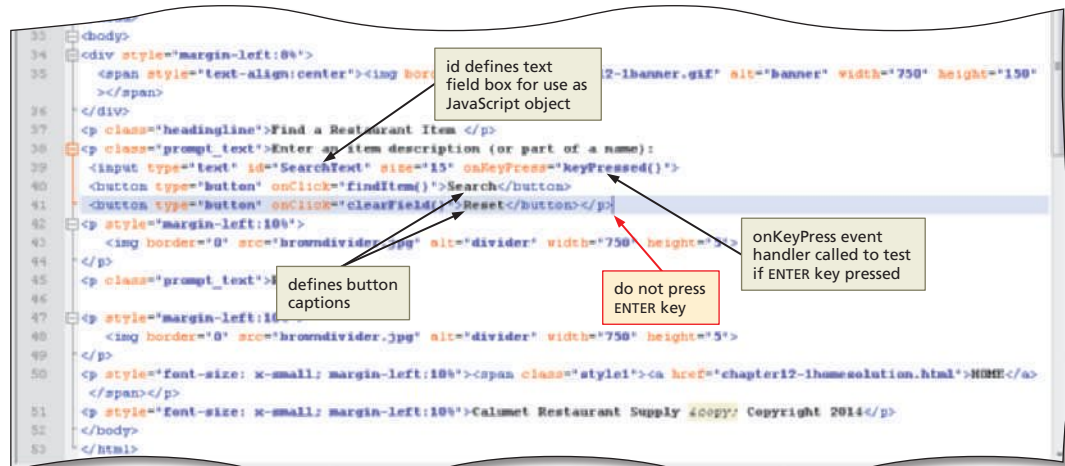 33 <body>
34 <div style="margin-left:8%">
35 <span style="text-align:center"><img 12-1banner.gif" alt="banner" width="750" height="150"
></span>
36 </div>
37 <p class="headingline">Find a Restaurant Item </p>
38 <p class="prompt_text">Enter an item description (or part of a name):
39 <input type="text" id="SearchText" size="15" onKeyPress="keyPressed()">
40 <button type="button" onClick="findItem()">Search</button>
41 <button type="button" onClick="clearField()">Reset</button></p>
42 <p style="margin-left:10%">
43 <img border="0" src="browndivider.jpg" alt="divider" width="750" height="5">
44 </p>
45 <p class="prompt_text">
46
47 <p style="margin-left:10%
48 <img border="0" src="browndivider.jpg" alt="divider" width="750" height="5">
49 </p>
50 <p style="font-size: x-small; margin-left:10%"><span class="style1"><a href="chapter12-1homesolution.html">HOME</a>
</span></p>
51 <p style="font-size: x-small; margin-left:10%">Calumet Restaurant Supply &copy; Copyright 2014</p>
52 </body>
53 </html>
id defines text
field box for use as
JavaScript object
onKeyPress event
handler called to test
if ENTER key pressed
defines button
captions
do not press
ENTER key